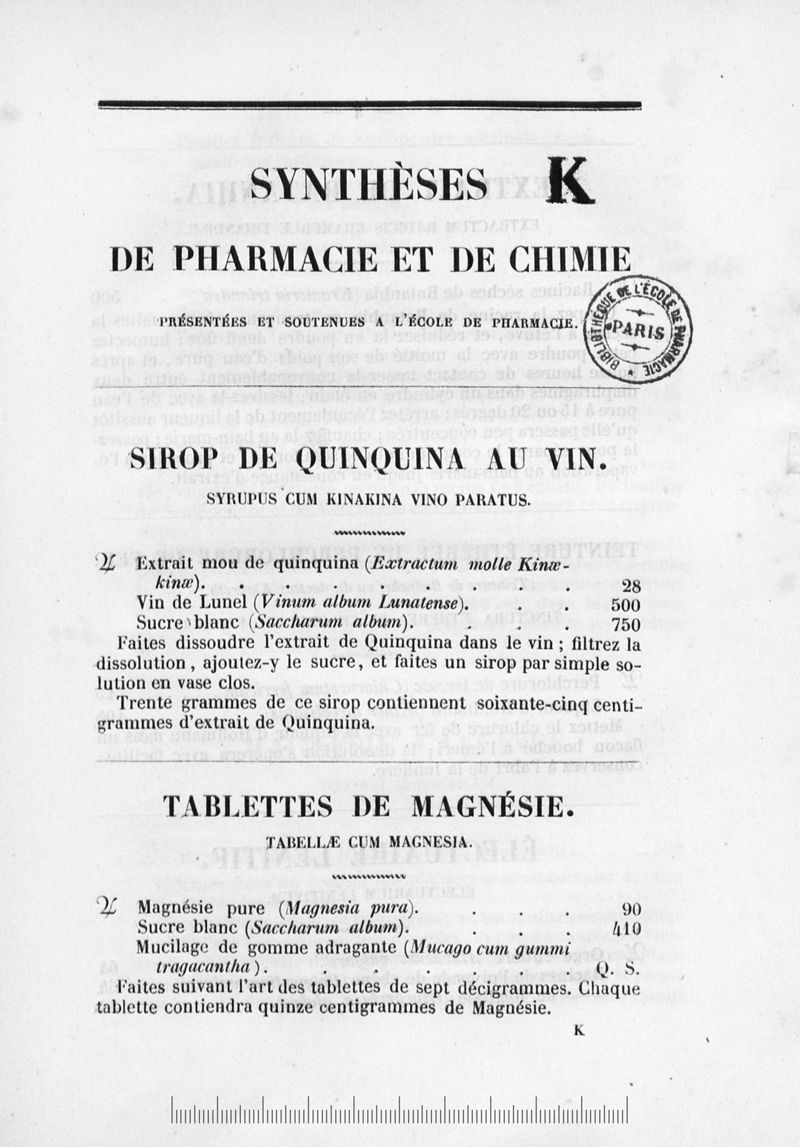 SYNTHÈSES K
DE PHARMACIE ET DE CHIMIE
PRÉSENTÉES ET SOUTENUES A L'ÉCOLE DE PHARMACIE.
BIBLIOTHÈQUE DE L'ÉCOLE DE PHARMACIE
PARIS
SIROP DE QUINQUINA AU VIN.
SYRUPUS CUM KINAKINA VINO PARATUS.
♃ Extrait mou de quinquina (Extractum molle Kinæ-
kinæ). . . . . . . . 28
Vin de Lunel (Vinum album Lunatense). . . 500
Sucre blanc (Saccharum album). . . . 750
Faites dissoudre l'extrait de Quinquina dans le vin ; filtrez la
dissolution , ajoutez-y le sucre, et faites un sirop par simple so-
lution en vase clos.
Trente grammes de ce sirop contiennent soixante-cinq centi-
grammes d'extrait de Quinquina.
TABLETTES DE MAGNÉSIE.
TABELLÆ CUM MAGNESIA.
♃ Magnésie pure (Magnesia pura). . . . 90
Sucre blanc (Saccharum album). . . . 410
Mucilage de gomme adragante (Mucago cum gummi
tragacantha). . . . . . . Q. S.
Faites suivant l'art des tablettes de sept décigrammes. Chaque
tablette contiendra quinze centigrammes de Magnésie.
K